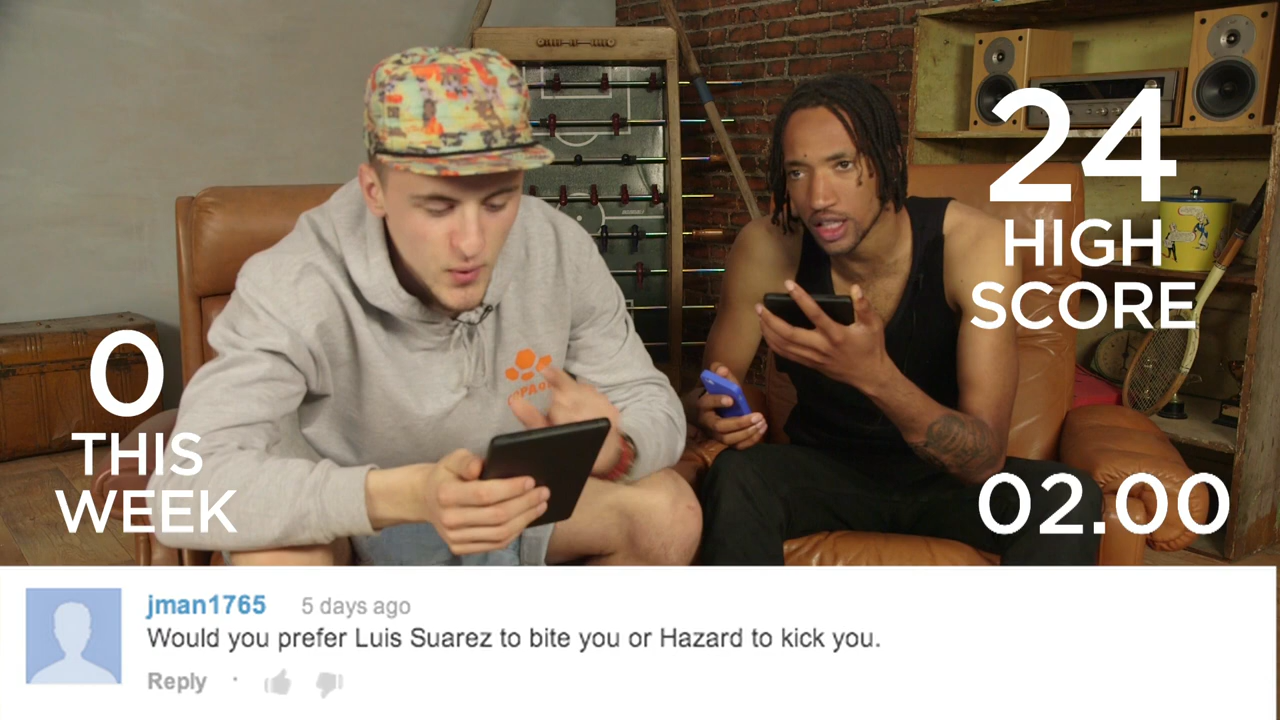 24
HIGH
SCORE
0
THIS
WEEK
02.00
jman1765 5 days ago
Would you prefer Luis Suarez to bite you or Hazard to kick you.
Reply ·